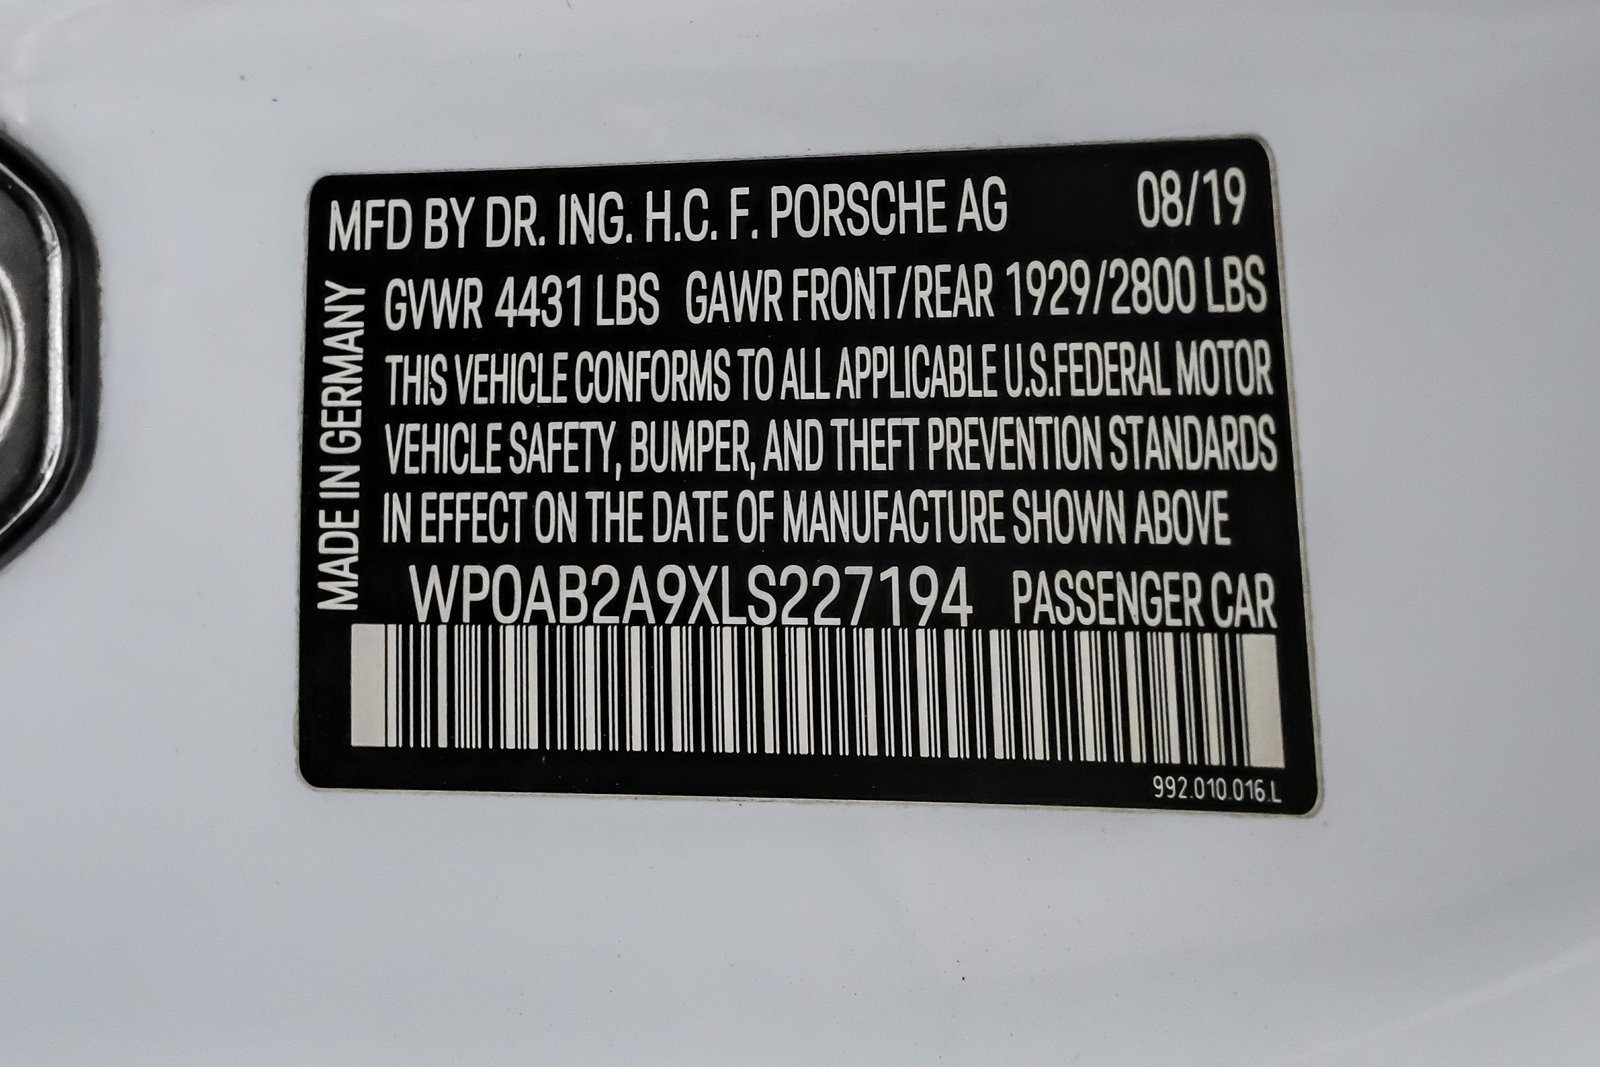 MFD BY DR. ING. H.C. F. PORSCHE AG 08/19
GVWR 4431 LBS GAWR FRONT/REAR 1929/2800 LBS
THIS VEHICLE CONFORMS TO ALL APPLICABLE U.S.FEDERAL MOTOR
VEHICLE SAFETY, BUMPER, AND THEFT PREVENTION STANDARDS
IN EFFECT ON THE DATE OF MANUFACTURE SHOWN ABOVE
WP0AB2A9XLS227194 PASSENGER CAR
992.010.016.L
MADE IN GERMANY